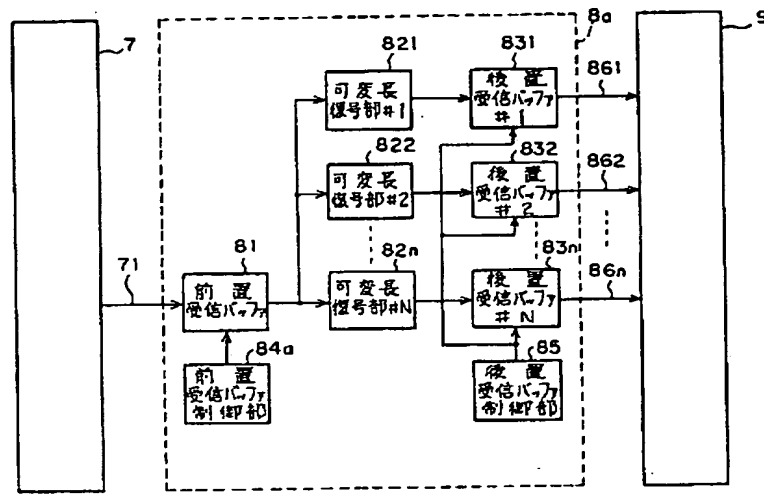 7
8a
9
821
可変長
復号部#1
831
後置
受信バッファ
#1
861
822
可変長
復号部#2
832
後置
受信バッファ
#2
862
71
81
前置
受信バッファ
82n
可変長
復号部#N
83n
後置
受信バッファ
#N
86n
84a
前置
受信バッファ
制御部
85
後置
受信バッファ
制御部